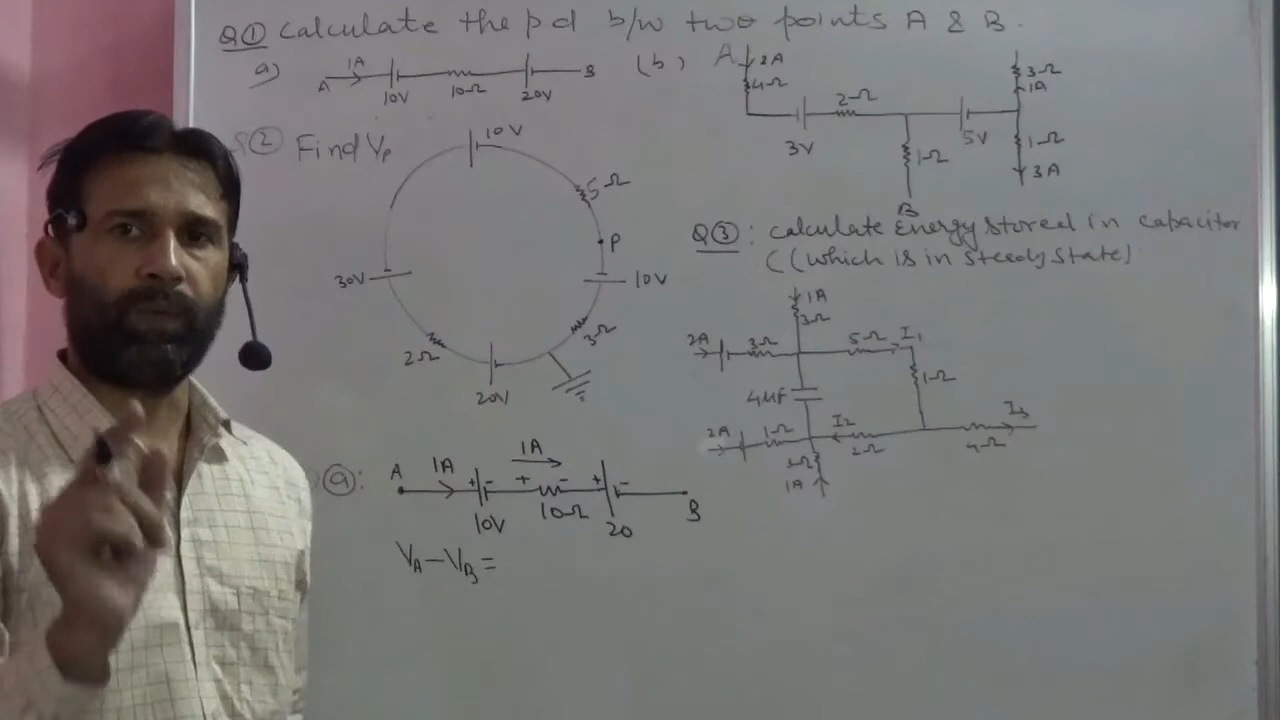 Q① Calculate the pd b/w two points A & B.
a) A 1A 10V 10Ω 20V B
(b) A 2A 4Ω 3V 2Ω 1Ω B 5V 3Ω 1A 1Ω 3A
② Find Vp
10V 5Ω P 10V 3Ω 20V 2Ω 30V
Q③: calculate Energy stored in capacitor
((which is in steady state)
1A 3Ω
2A 3Ω 5Ω I1
4μF 1Ω
2A 1Ω I2 2Ω 4Ω I3
3Ω
1A
ⓐ: A 1A + - 10V 1A + - 10Ω + - 20 B
VA-VB=